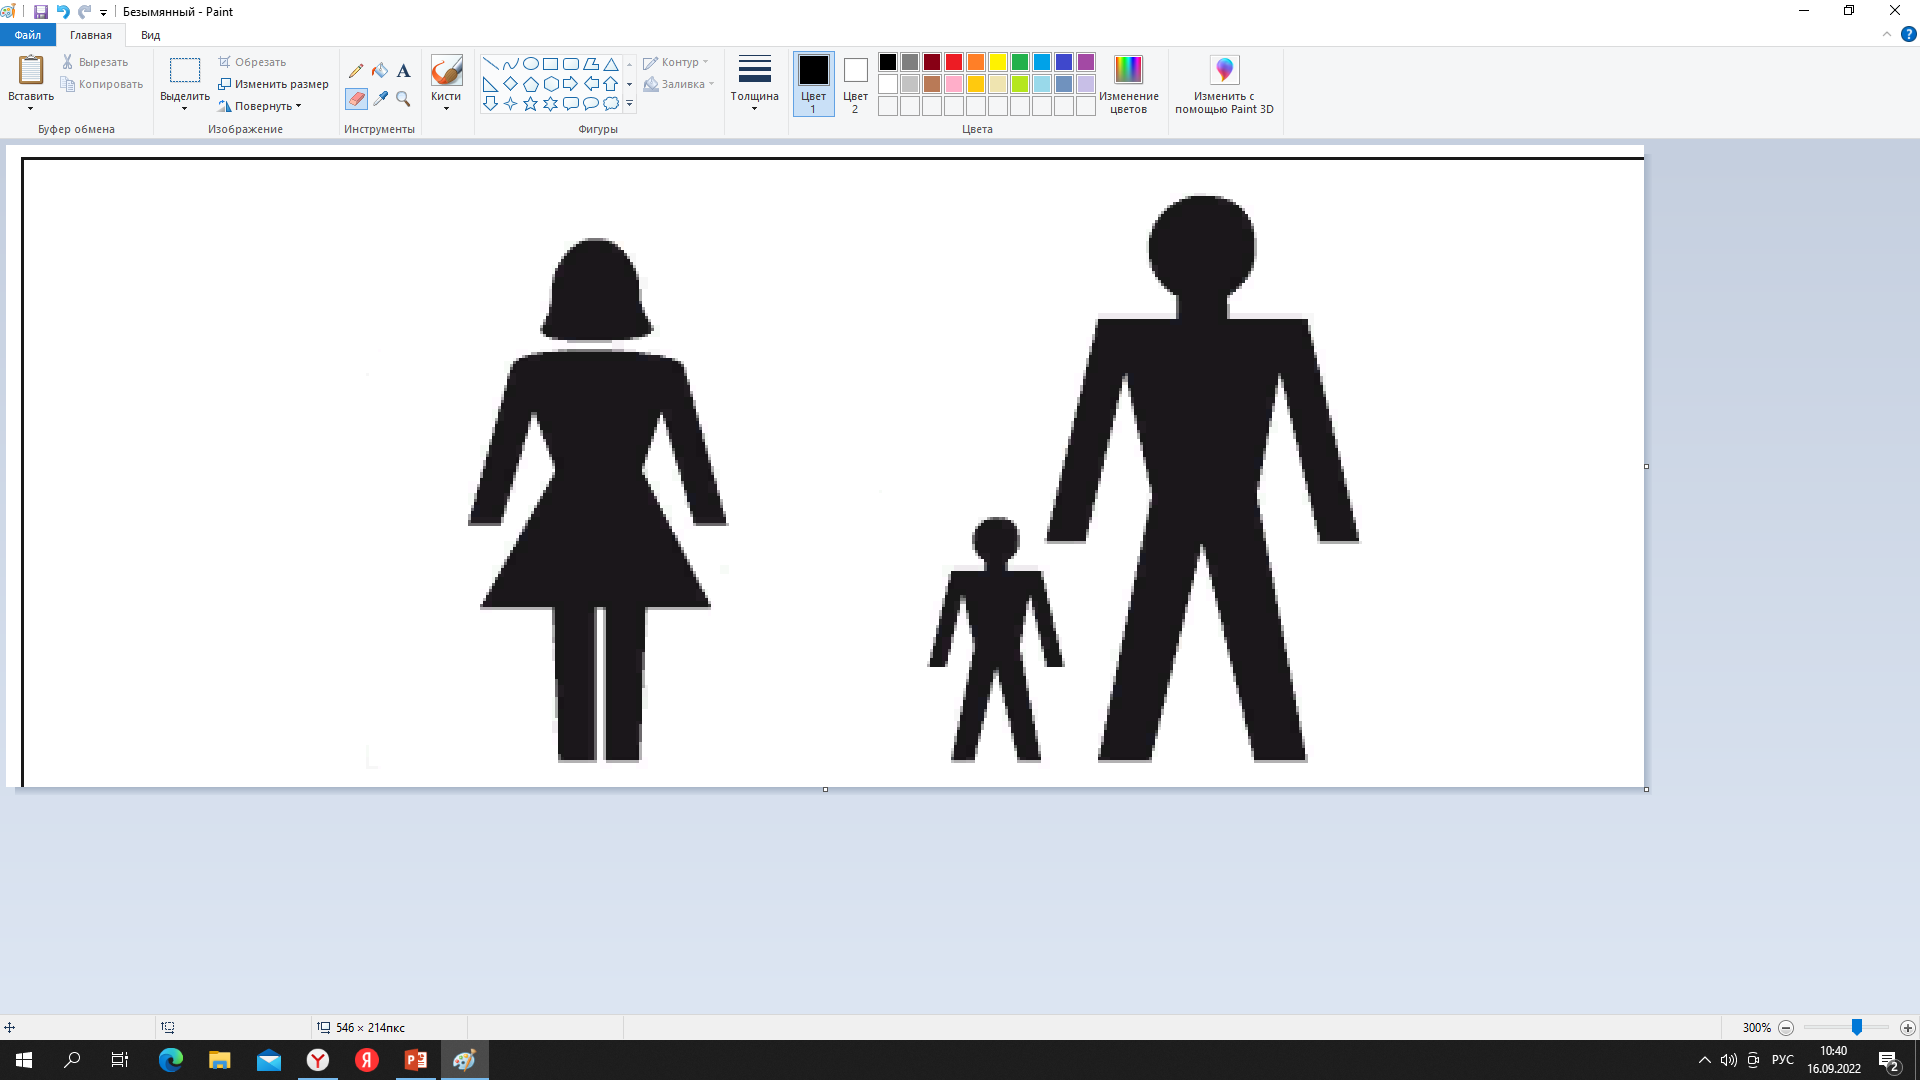 Безымянный - Paint
Файл
Главная
Вид
Вставить
Вырезать
Копировать
Буфер обмена
Выделить
Обрезать
Изменить размер
Повернуть
Изображение
A
Инструменты
Кисти
Фигуры
Контур
Заливка
Толщина
Цвет
1
Цвет
2
Цвета
Изменение
цветов
Изменить с
помощью Paint 3D
?
546 × 214пкс
300%
Y
Я
P
РУС
10:40
16.09.2022
2